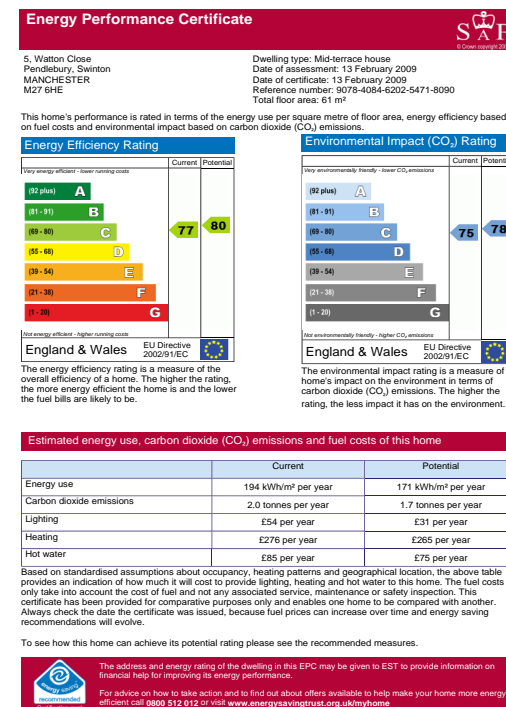 Energy Performance Certificate
SAP
© Crown copyright 200
5, Watton Close
Pendlebury, Swinton
MANCHESTER
M27 6HE
Dwelling type: Mid-terrace house
Date of assessment: 13 February 2009
Date of certificate: 13 February 2009
Reference number: 9078-4084-6202-5471-8090
Total floor area: 61 m²
This home's performance is rated in terms of the energy use per square metre of floor area, energy efficiency based
on fuel costs and environmental impact based on carbon dioxide (CO₂) emissions.
Energy Efficiency Rating
Current Potential
Very energy efficient - lower running costs
(92 plus) A
(81 - 91) B
(69 - 80) C
(55 - 68) D
(39 - 54) E
(21 - 38) F
(1 - 20) G
77
80
Not energy efficient - higher running costs
England & Wales
EU Directive
2002/91/EC
The energy efficiency rating is a measure of the
overall efficiency of a home. The higher the rating,
the more energy efficient the home is and the lower
the fuel bills are likely to be.
Environmental Impact (CO₂) Rating
Current Potenti
Very environmentally friendly - lower CO₂ emissions
(92 plus) A
(81 - 91) B
(69 - 80) C
(55 - 68) D
(39 - 54) E
(21 - 38) F
(1 - 20) G
75
78
Not environmentally friendly - higher CO₂ emissions
England & Wales
EU Directive
2002/91/EC
The environmental impact rating is a measure of
home's impact on the environment in terms of
carbon dioxide (CO₂) emissions. The higher the
rating, the less impact it has on the environment.
Estimated energy use, carbon dioxide (CO₂) emissions and fuel costs of this home
Current Potential
Energy use 194 kWh/m² per year 171 kWh/m² per year
Carbon dioxide emissions 2.0 tonnes per year 1.7 tonnes per year
Lighting £54 per year £31 per year
Heating £276 per year £265 per year
Hot water £85 per year £75 per year
Based on standardised assumptions about occupancy, heating patterns and geographical location, the above table
provides an indication of how much it will cost to provide lighting, heating and hot water to this home. The fuel costs
only take into account the cost of fuel and not any associated service, maintenance or safety inspection. This
certificate has been provided for comparative purposes only and enables one home to be compared with another.
Always check the date the certificate was issued, because fuel prices can increase over time and energy saving
recommendations will evolve.
To see how this home can achieve its potential rating please see the recommended measures.
energy saving
recommended
The address and energy rating of the dwelling in this EPC may be given to EST to provide information on
financial help for improving its energy performance.
For advice on how to take action and to find out about offers available to help make your home more energy
efficient call 0800 512 012 or visit www.energysavingtrust.org.uk/myhome